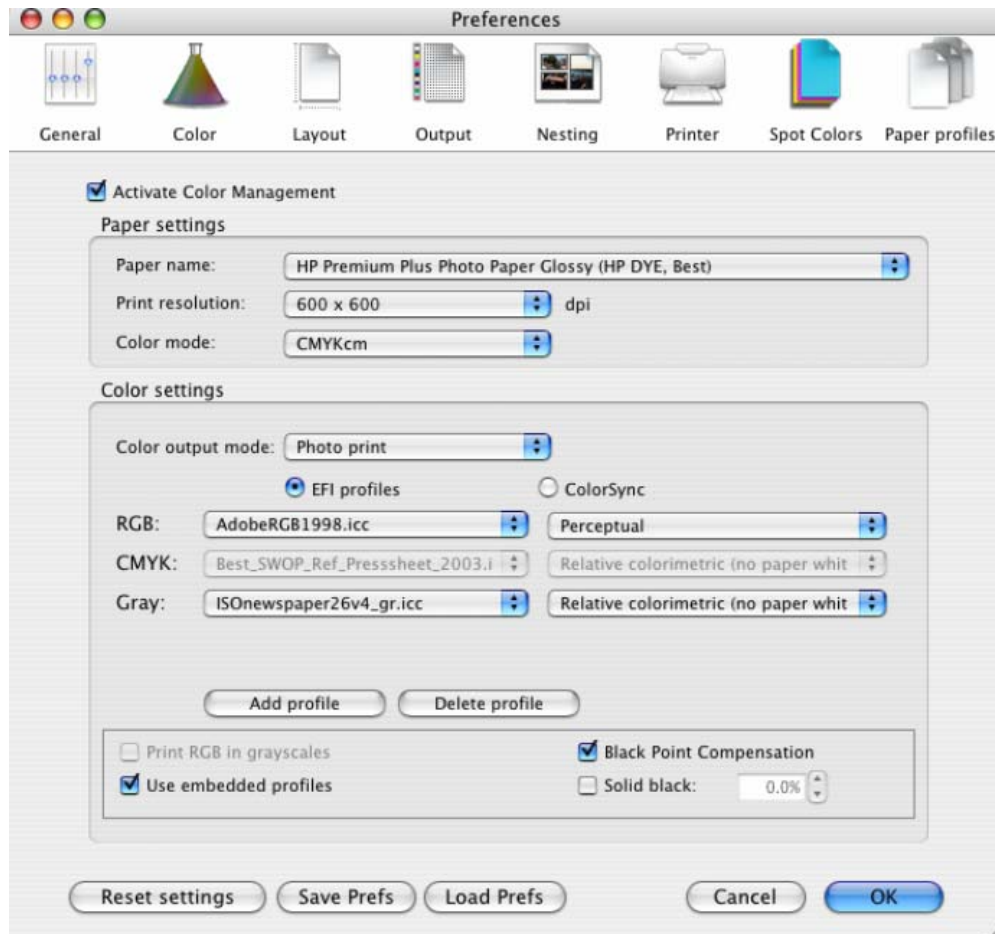 Preferences
General Color Layout Output Nesting Printer Spot Colors Paper profiles
Activate Color Management
Paper settings
Paper name: HP Premium Plus Photo Paper Glossy (HP DYE, Best)
Print resolution: 600 x 600 dpi
Color mode: CMYKcm
Color settings
Color output mode: Photo print
EFI profiles ColorSync
RGB: AdobeRGB1998.icc Perceptual
CMYK: Best_SWOP_Ref_Presssheet_2003.i Relative colorimetric (no paper whit
Gray: ISOnewspaper26v4_gr.icc Relative colorimetric (no paper whit
Add profile Delete profile
Print RGB in grayscales Black Point Compensation
Use embedded profiles Solid black: 0.0%
Reset settings Save Prefs Load Prefs Cancel OK